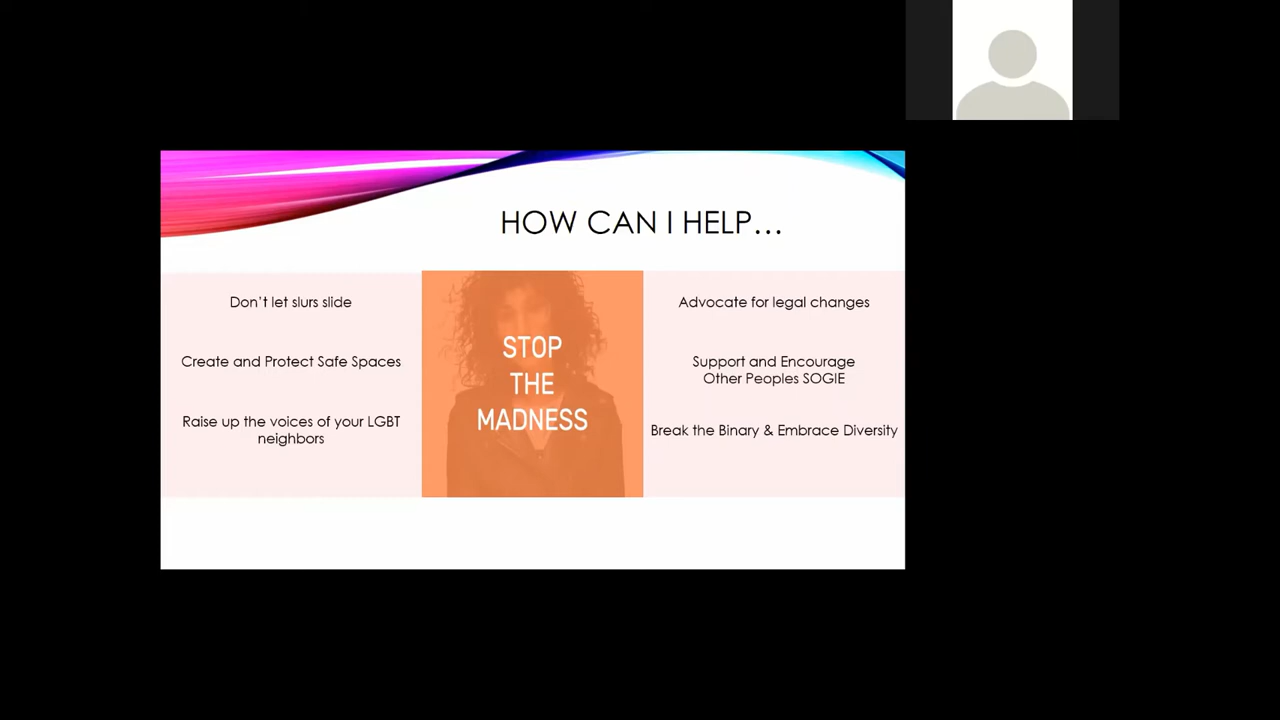 HOW CAN I HELP...
Don't let slurs slide
Create and Protect Safe Spaces
Raise up the voices of your LGBT
neighbors
STOP
THE
MADNESS
Advocate for legal changes
Support and Encourage
Other Peoples SOGIE
Break the Binary & Embrace Diversity